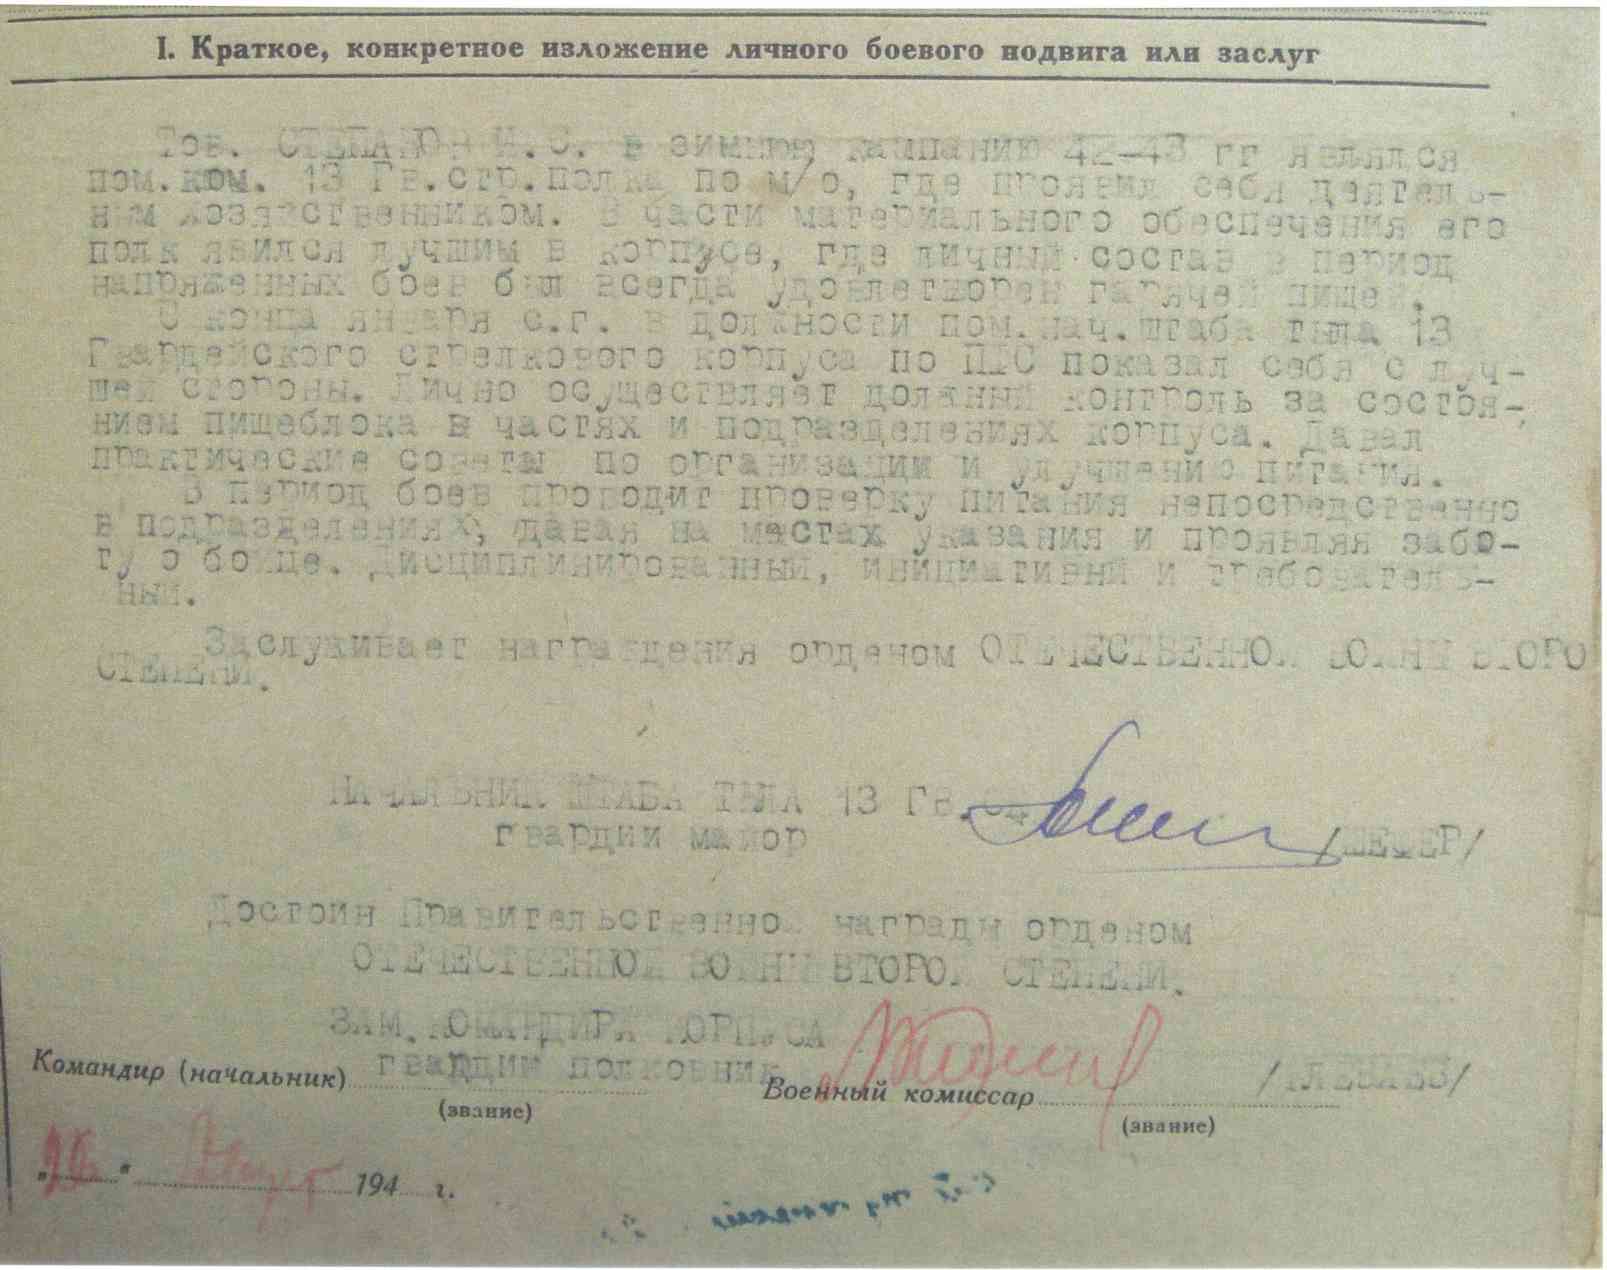 I. Краткое, конкретное изложение личного боевого подвига или заслуг
Тов. СТЕПАНЮК С. в зимнюю кампанию 42-43 гг являлся
пом.ком. 13 Гв.стр.полка по м/о, где проявил себя деятель-
ным хозяйственником. В части материального обеспечения его
полк явился лучшим в корпусе, где личный состав в период
напряженных боев был всегда удовлетворен гарячей пищей.
С конца января с.г. в должности пом.нач.штаба тыла 13
Гвардейского стрелкового корпуса по ПФС показал себя с луч-
шей стороны. Лично осуществляет должный контроль за состоя-
нием пищеблока в частях и подразделениях корпуса. Давал
практические советы по организации и улучшению питания.
В период боев проводит проверку питания непосредственно
в подразделениях, давая на местах указания и проявляя забо-
ту о бойце. Дисциплинированный, инициативный и требователь-
ный.
Заслуживает награждения орденом ОТЕЧЕСТВЕННОЙ ВОЙНЫ ВТОРО
СТЕПЕНИ.
НАЧАЛЬНИК ШТАБА ТЫЛА 13 Гв.
гвардии майор /ШЕФЕР/
Достоин Правительственной награды орденом
ОТЕЧЕСТВЕННОЙ ВОЙНЫ ВТОРОЙ СТЕПЕНИ.
ЗАМ.КОМАНДИРА КОРПУСА
гвардии полковник
Командир (начальник) Военный комиссар
(звание) (звание)
" " 194 г.